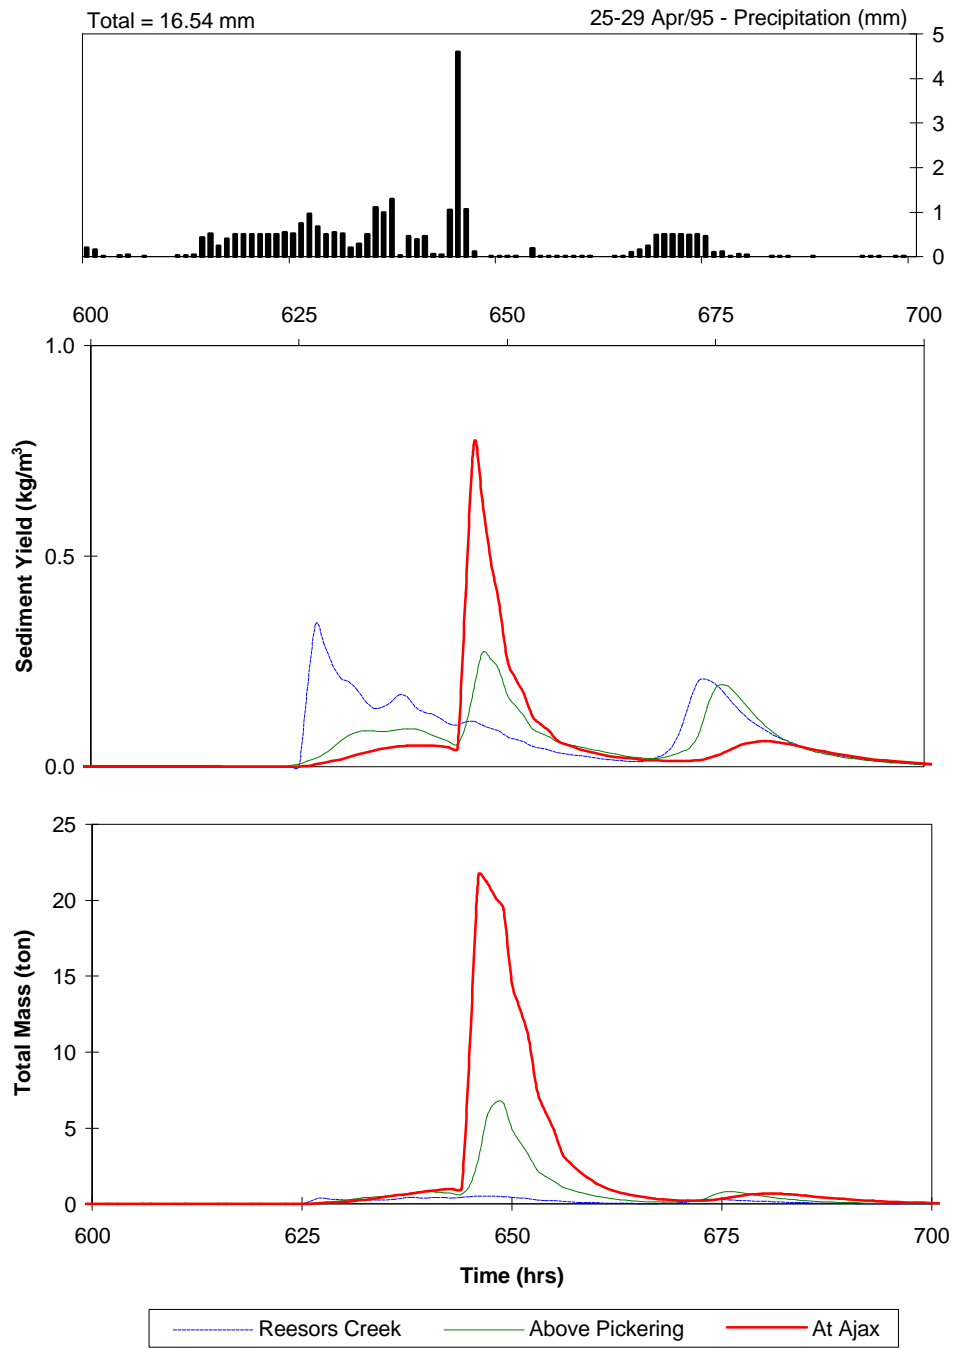 Total = 16.54 mm
25-29 Apr/95 - Precipitation (mm)
5
4
3
2
1
0
600 625 650 675 700
1.0
0.5
0.0
Sediment Yield (kg/m³)
25
20
15
10
5
0
Total Mass (ton)
600 625 650 675 700
Time (hrs)
Reesors Creek Above Pickering At Ajax